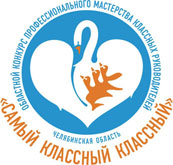 ОБЛАСТНОЙ КОНКУРС ПРОФЕССИОНАЛЬНОГО МАСТЕРСТВА КЛАССНЫХ РУКОВОДИТЕЛЕЙ
ЧЕЛЯБИНСКАЯ ОБЛАСТЬ
«САМЫЙ КЛАССНЫЙ КЛАССНЫЙ»